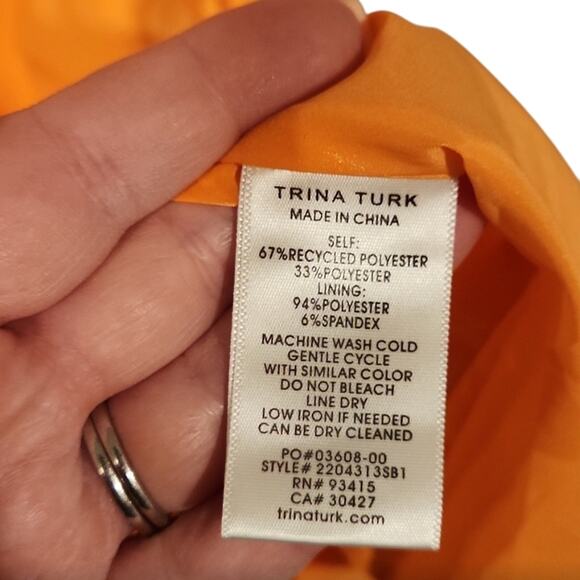 TRINA TURK
MADE IN CHINA
SELF:
67%RECYCLED POLYESTER
33%POLYESTER
LINING:
94%POLYESTER
6%SPANDEX
MACHINE WASH COLD
GENTLE CYCLE
WITH SIMILAR COLOR
DO NOT BLEACH
LINE DRY
LOW IRON IF NEEDED
CAN BE DRY CLEANED
PO#03608-00
STYLE# 2204313SB1
RN# 93415
CA# 30427
trinaturk.com